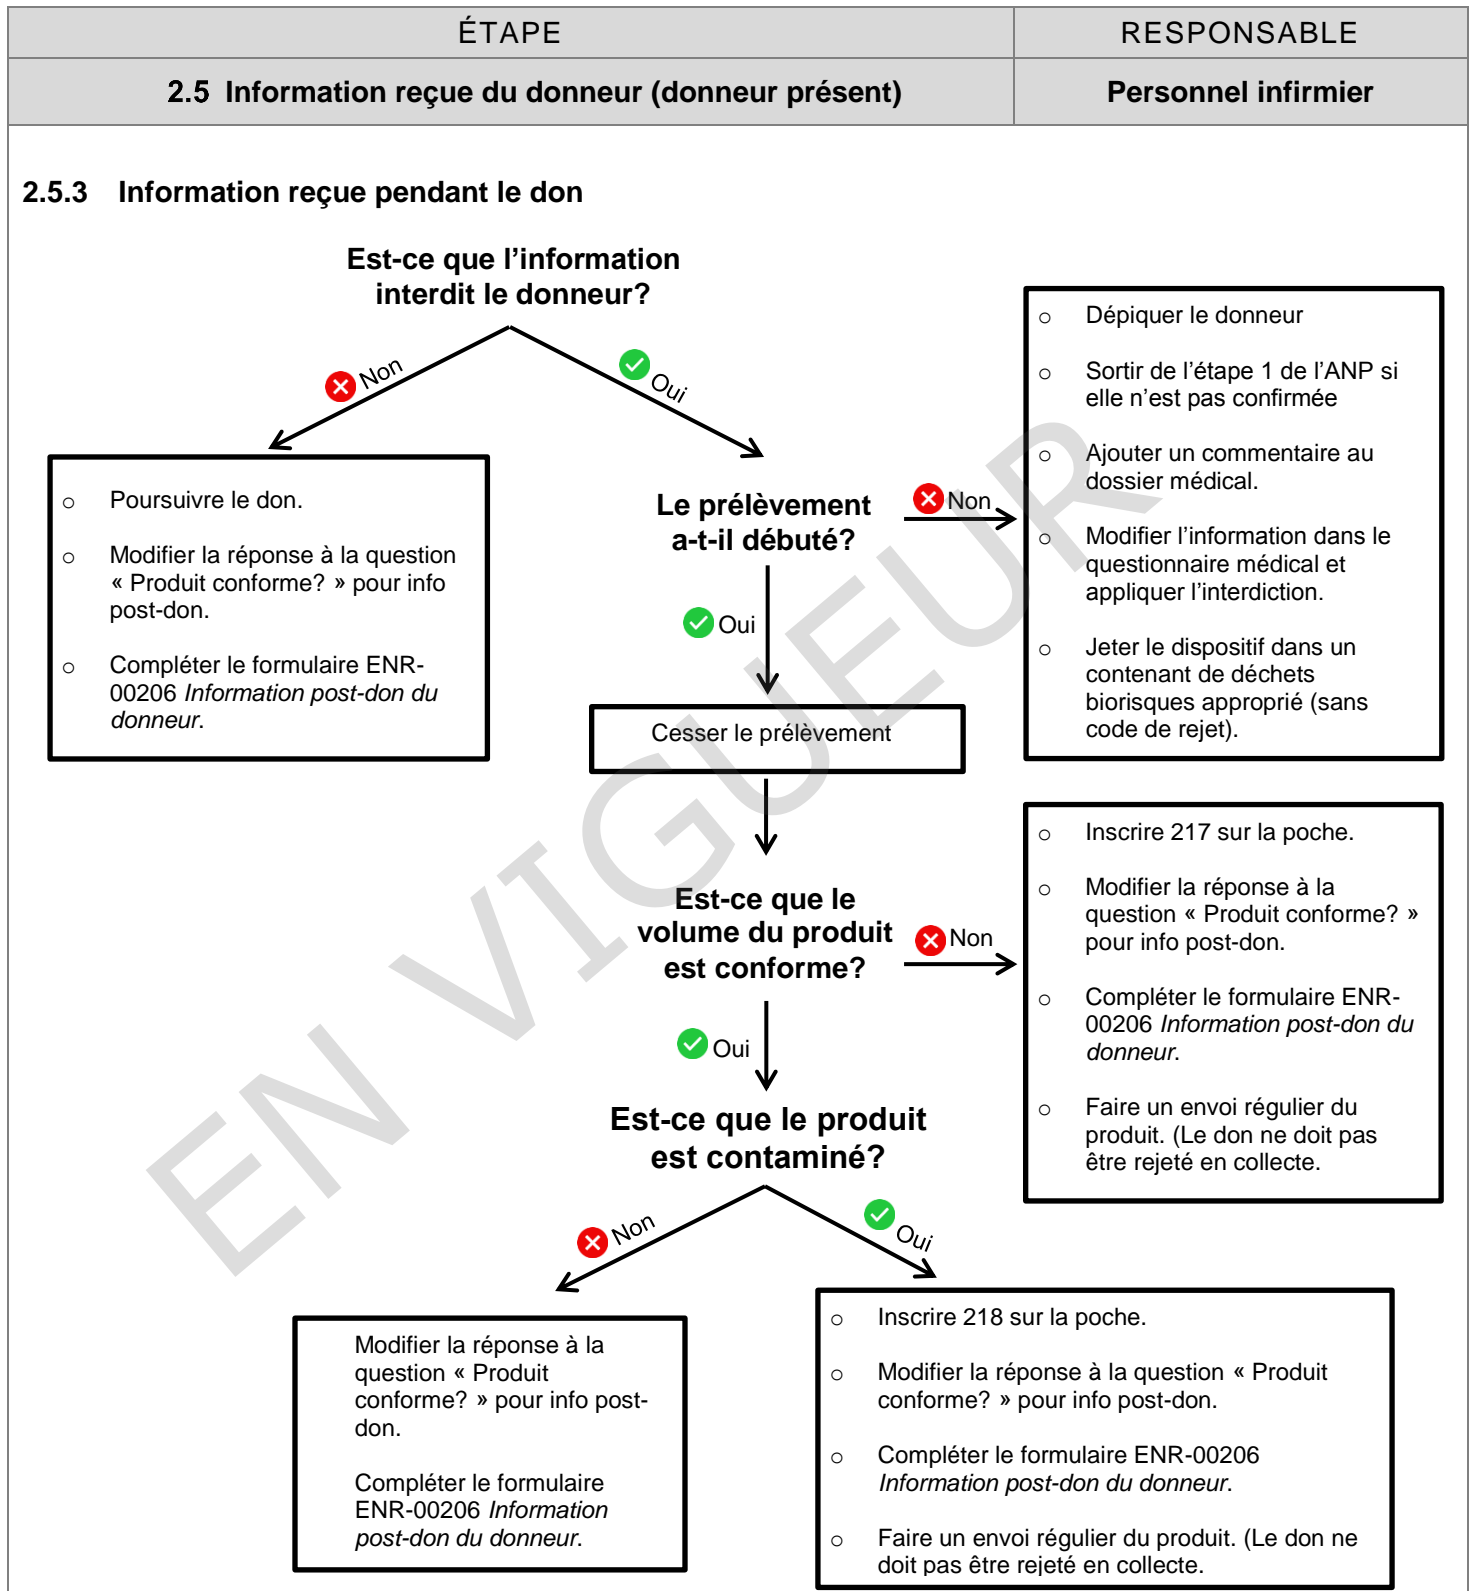 ÉTAPE
RESPONSABLE
2.5 Information reçue du donneur (donneur présent)
Personnel infirmier
2.5.3 Information reçue pendant le don
Est-ce que l'information
interdit le donneur?
Non
Oui
o Poursuivre le don.
o Modifier la réponse à la question
« Produit conforme? » pour info
post-don.
o Compléter le formulaire ENR-
00206 Information post-don du
donneur.
Le prélèvement
a-t-il débuté?
Non
o Dépiquer le donneur
o Sortir de l'étape 1 de l'ANP si
elle n'est pas confirmée
o Ajouter un commentaire au
dossier médical.
o Modifier l'information dans le
questionnaire médical et
appliquer l'interdiction.
o Jeter le dispositif dans un
contenant de déchets
biorisques approprié (sans
code de rejet).
Oui
Cesser le prélèvement
Est-ce que le
volume du produit
est conforme?
Non
o Inscrire 217 sur la poche.
o Modifier la réponse à la
question « Produit conforme? »
pour info post-don.
o Compléter le formulaire ENR-
00206 Information post-don du
donneur.
o Faire un envoi régulier du
produit. (Le don ne doit pas
être rejeté en collecte.
Oui
Est-ce que le produit
est contaminé?
Non
Oui
Modifier la réponse à la
question « Produit
conforme? » pour info post-
don.
Compléter le formulaire
ENR-00206 Information
post-don du donneur.
o Inscrire 218 sur la poche.
o Modifier la réponse à la question « Produit
conforme? » pour info post-don.
o Compléter le formulaire ENR-00206
Information post-don du donneur.
o Faire un envoi régulier du produit. (Le don ne
doit pas être rejeté en collecte.
EN VIGUEUR